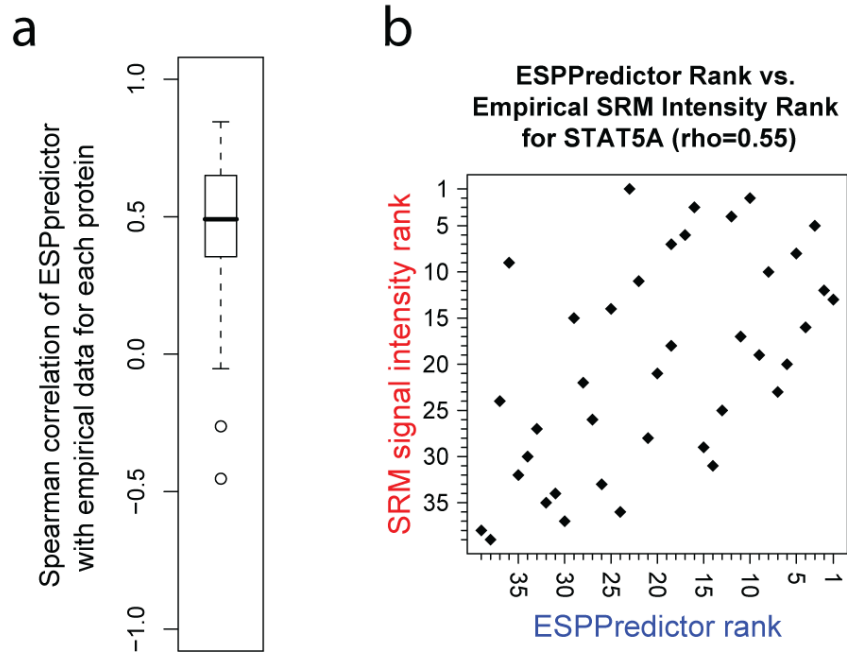 a
Spearman correlation of ESPpredictor
with empirical data for each protein
1.0
0.5
0.0
−0.5
−1.0
b
ESPPredictor Rank vs.
Empirical SRM Intensity Rank
for STAT5A (rho=0.55)
SRM signal intensity rank
1
5
10
15
20
25
30
35
35
30
25
20
15
10
5
1
ESPPredictor rank